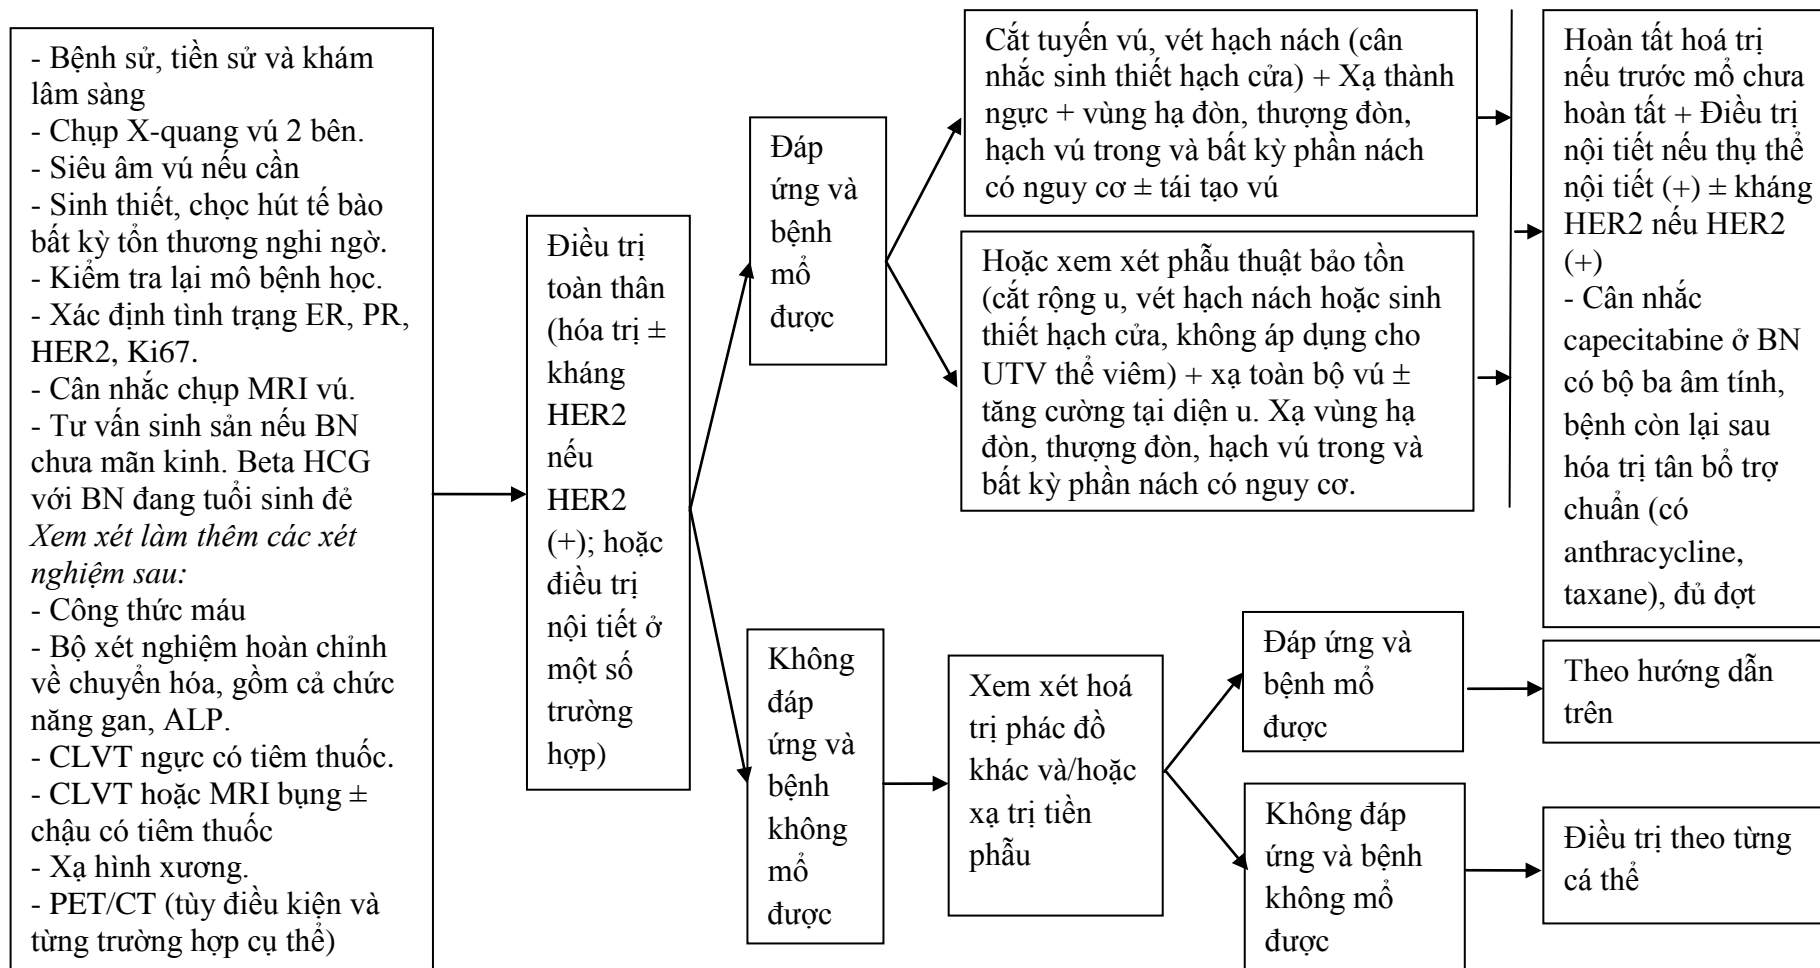 - Bệnh sử, tiền sử và khám
lâm sàng
- Chụp X-quang vú 2 bên.
- Siêu âm vú nếu cần
- Sinh thiết, chọc hút tế bào
bất kỳ tổn thương nghi ngờ.
- Kiểm tra lại mô bệnh học.
- Xác định tình trạng ER, PR,
HER2, Ki67.
- Cân nhắc chụp MRI vú.
- Tư vấn sinh sản nếu BN
chưa mãn kinh. Beta HCG
với BN đang tuổi sinh đẻ
Xem xét làm thêm các xét
nghiệm sau:
- Công thức máu
- Bộ xét nghiệm hoàn chỉnh
về chuyển hóa, gồm cả chức
năng gan, ALP.
- CLVT ngực có tiêm thuốc.
- CLVT hoặc MRI bụng ±
chậu có tiêm thuốc
- Xạ hình xương.
- PET/CT (tùy điều kiện và
từng trường hợp cụ thể)
Điều trị
toàn thân
(hóa trị ±
kháng
HER2
nếu
HER2
(+); hoặc
điều trị
nội tiết ở
một số
trường
hợp)
Đáp
ứng và
bệnh
mổ
được
Cắt tuyến vú, vét hạch nách (cân
nhắc sinh thiết hạch cửa) + Xạ thành
ngực + vùng hạ đòn, thượng đòn,
hạch vú trong và bất kỳ phần nách
có nguy cơ ± tái tạo vú
Hoặc xem xét phẫu thuật bảo tồn
(cắt rộng u, vét hạch nách hoặc sinh
thiết hạch cửa, không áp dụng cho
UTV thể viêm) + xạ toàn bộ vú ±
tăng cường tại diện u. Xạ vùng hạ
đòn, thượng đòn, hạch vú trong và
bất kỳ phần nách có nguy cơ.
Hoàn tất hoá trị
nếu trước mổ chưa
hoàn tất + Điều trị
nội tiết nếu thụ thể
nội tiết (+) ± kháng
HER2 nếu HER2
(+)
- Cân nhắc
capecitabine ở BN
có bộ ba âm tính,
bệnh còn lại sau
hóa trị tân bổ trợ
chuẩn (có
anthracycline,
taxane), đủ đợt
Không
đáp
ứng và
bệnh
không
mổ
được
Xem xét hoá
trị phác đồ
khác và/hoặc
xạ trị tiền
phẫu
Đáp ứng và
bệnh mổ
được
Theo hướng dẫn
trên
Không đáp
ứng và bệnh
không mổ
được
Điều trị theo từng
cá thể